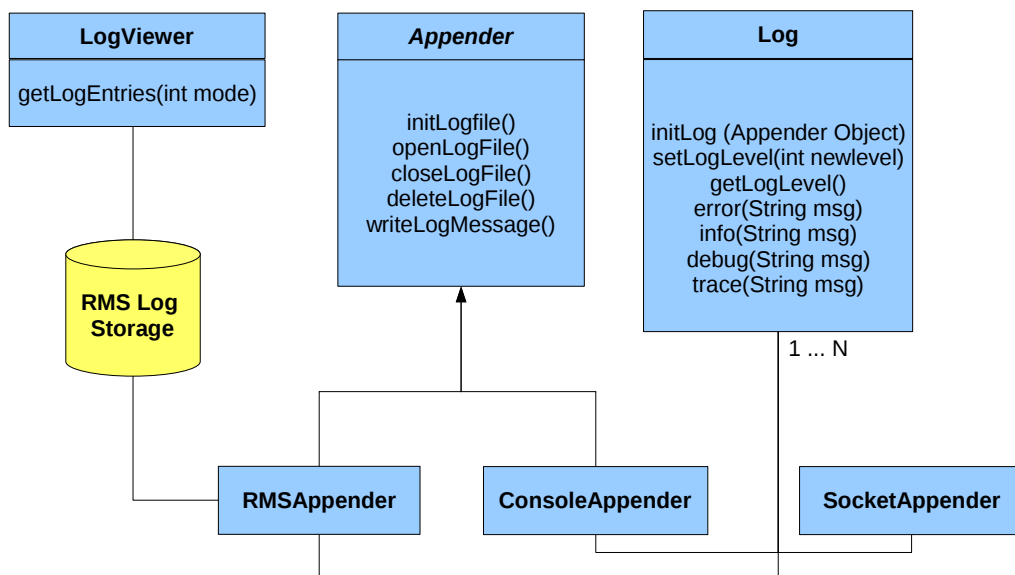 LogViewer
getLogEntries(int mode)
Appender
initLogfile()
openLogFile()
closeLogFile()
deleteLogFile()
writeLogMessage()
Log
initLog (Appender Object)
setLogLevel(int newlevel)
getLogLevel()
error(String msg)
info(String msg)
debug(String msg)
trace(String msg)
RMS Log
Storage
1 ... N
RMSAppender
ConsoleAppender
SocketAppender